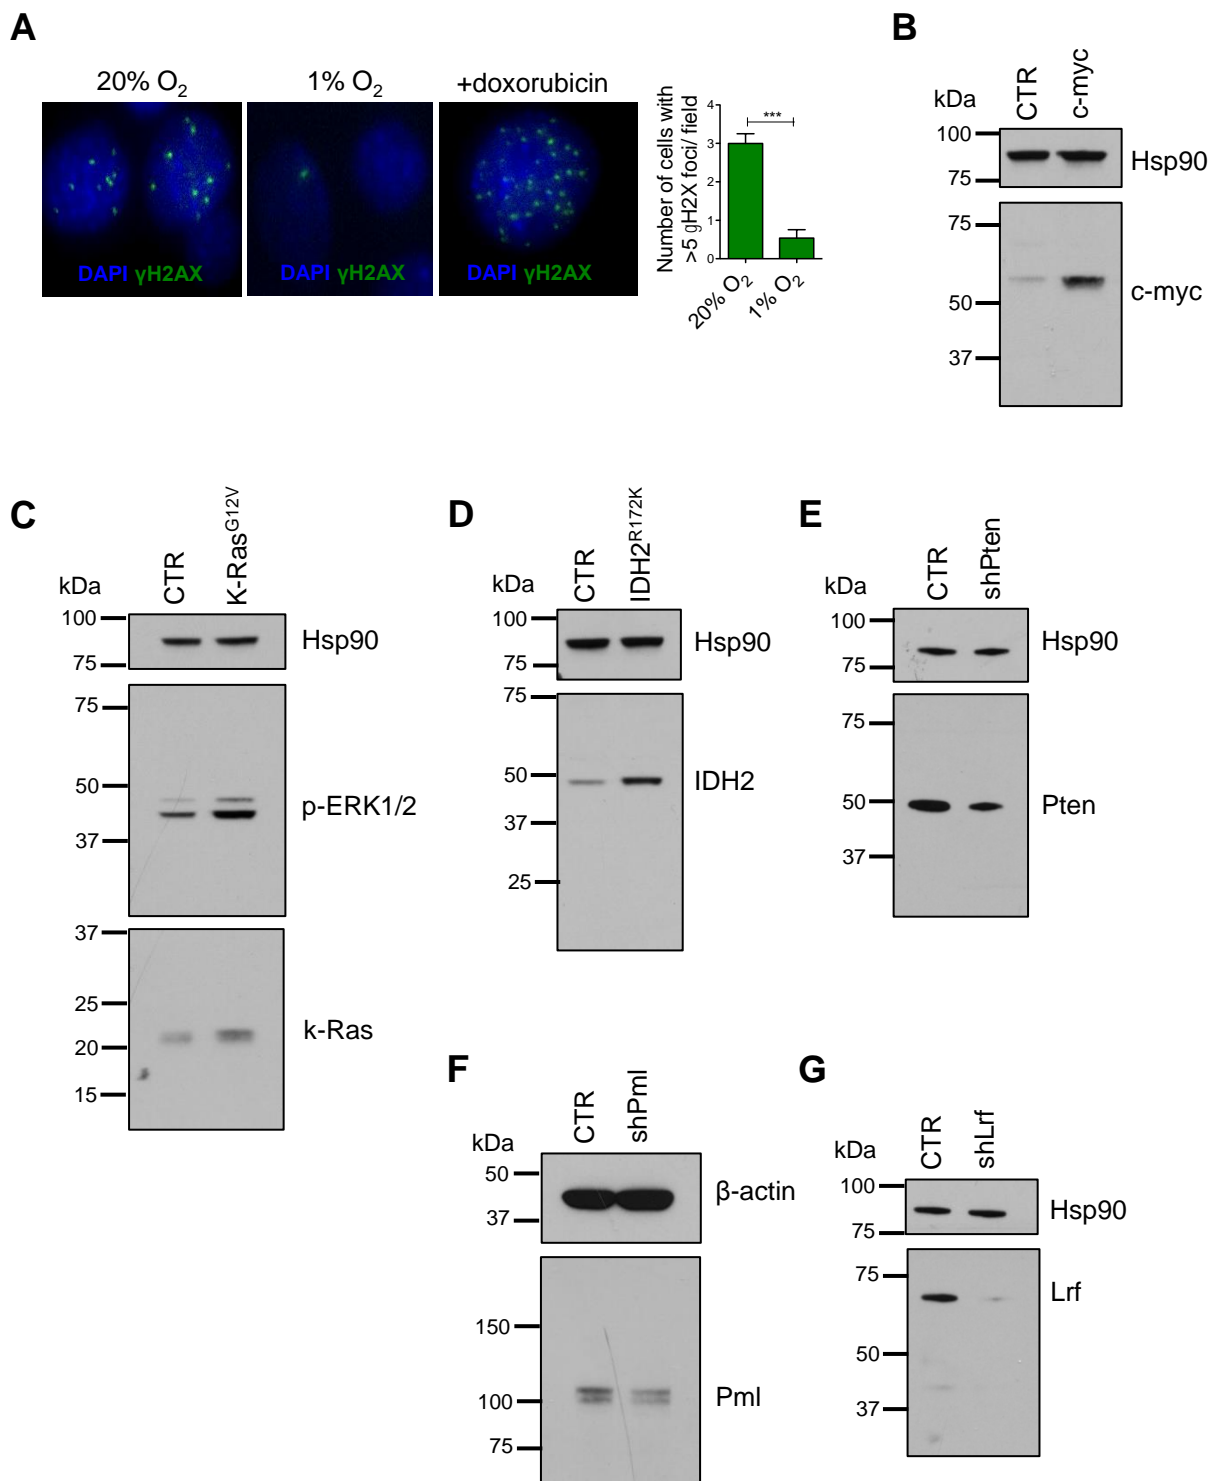 A
20% O2
1% O2
+doxorubicin
DAPI γH2AX
DAPI γH2AX
DAPI γH2AX
Number of cells with
>5 gH2X foci/ field
4
3
2
1
0
***
20% O2
1% O2
B
kDa
CTR
c-myc
100
75
Hsp90
75
50
37
c-myc
C
kDa
CTR
K-RasG12V
100
75
Hsp90
75
50
37
p-ERK1/2
37
25
20
15
k-Ras
D
kDa
CTR
IDH2R172K
100
75
Hsp90
75
50
37
25
IDH2
E
kDa
CTR
shPten
100
75
Hsp90
75
50
37
Pten
F
kDa
CTR
shPml
50
37
β-actin
150
100
75
Pml
G
kDa
CTR
shLrf
100
75
Hsp90
75
50
37
Lrf